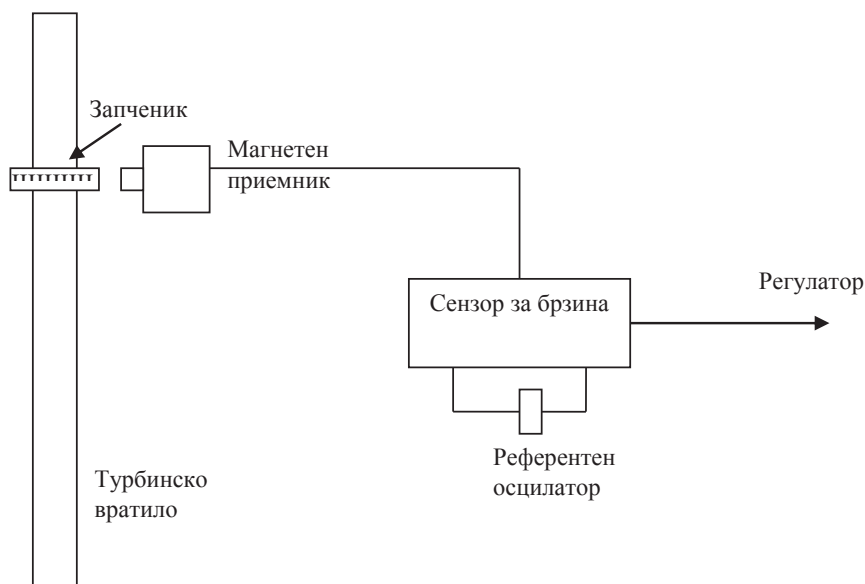 Запченик
Магнетен
приемник
Регулатор
Сензор за брзина
Референтен
осцилатор
Турбинско
вратило